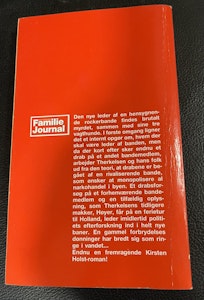 Familie
Journal
Den nye leder af en hemygnen-
de rockerbande findes brutalt
myrdet, sammen med sine tre
vagthunde. I første omgang ligner
det et internt opgør om, hvem der
skal være leder af banden, men
da der kort efter sker endnu et
drab på et andet bandemedlem,
arbejder Therkelsen og hans folk
ud fra den teori, at drabene er be-
gået af en rivaliserende bande,
som ønsker at monopolisere al
narkohandel i byen. Et drabsfor-
søg på et forhenværende bande-
medlem og en tilfældig oplys-
ning, som Therkelsens tidligere
makker, Høyer, får på en ferietur
til Holland, leder imidlertid politi-
ets efterforskning ind i helt nye
baner. En gammel forbrydelses
dønninger har bredt sig som rin-
ge i vandet...
Endnu en fremragende Kirsten
Holst-roman!